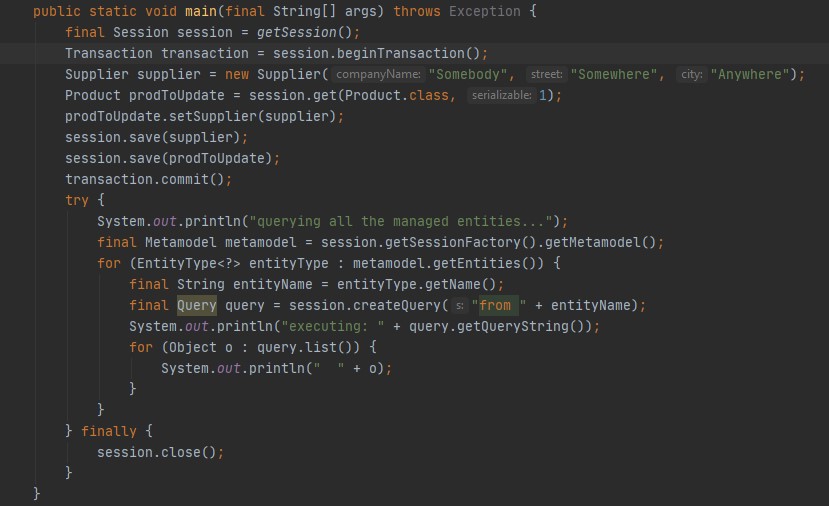 public static void main(final String[] args) throws Exception {
    final Session session = getSession();
    Transaction transaction = session.beginTransaction();
    Supplier supplier = new Supplier( companyName: "Somebody", street: "Somewhere", city: "Anywhere");
    Product prodToUpdate = session.get(Product.class, serializable: 1);
    prodToUpdate.setSupplier(supplier);
    session.save(supplier);
    session.save(prodToUpdate);
    transaction.commit();
    try {
        System.out.println("querying all the managed entities...");
        final Metamodel metamodel = session.getSessionFactory().getMetamodel();
        for (EntityType<?> entityType : metamodel.getEntities()) {
            final String entityName = entityType.getName();
            final Query query = session.createQuery( s: "from " + entityName);
            System.out.println("executing: " + query.getQueryString());
            for (Object o : query.list()) {
                System.out.println("  " + o);
            }
        }
    } finally {
        session.close();
    }
}